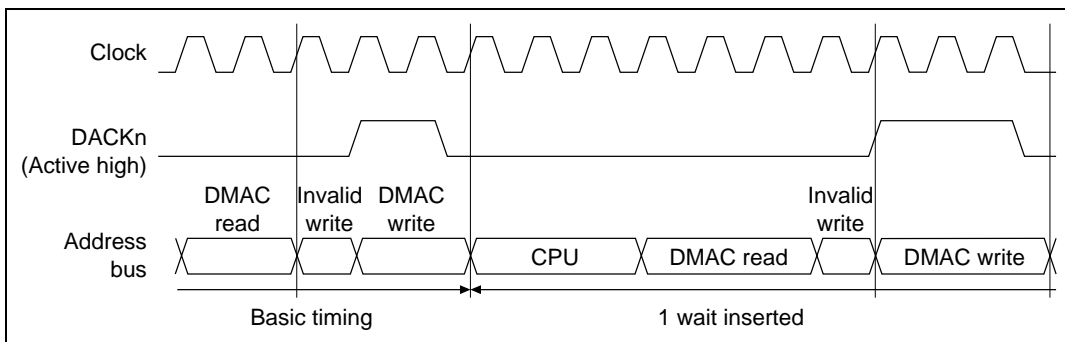 Clock
DACKn
(Active high)
DMAC
read
Invalid
write
DMAC
write
Invalid
write
Address
bus
CPU
DMAC read
DMAC write
Basic timing
1 wait inserted